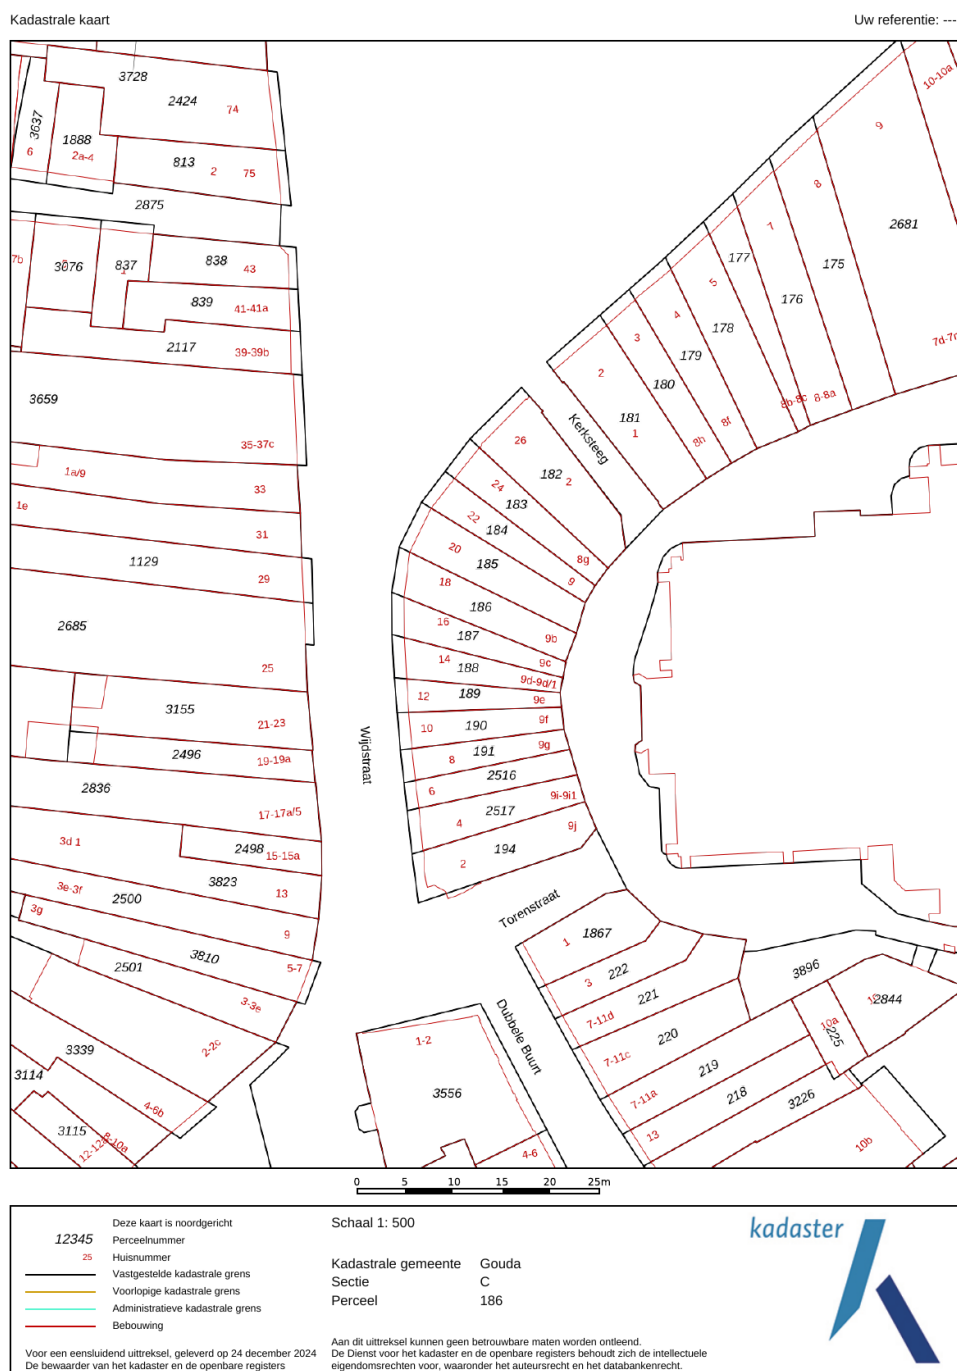 Kadastrale kaart
Uw referentie: ---
3728
2424
74
10-10a
9
3637
1888
6
2a-4
813
2
75
8
2875
7
2681
177
7b
3076
837
1
838
43
175
5
176
839
41-41a
4
178
3
2117
39-39b
179
7d-7
2
180
3659
8b-8c
8-8a
181
1
8f
Kerksteeg
8h
26
35-37c
1a/9
182
2
33
24
183
1e
22
184
31
20
185
8g
1129
29
18
9
186
16
2685
187
9b
14
188
9c
25
9d-9d/1
12
189
9e
3155
21-23
10
190
9f
Wijdstraat
191
9g
2496
19-19a
8
2516
2836
6
9i-9i1
17-17a/5
4
2517
9j
3d 1
2498
15-15a
194
2
3823
3e-3f
2500
13
3g
Torenstraat
9
1
1867
3810
2501
5-7
222
3
3896
3-3e
221
10
2844
7-11d
10a
225
Dubbele Buurt
220
1-2
2-2c
3339
7-11c
3114
219
3556
218
3226
4-6b
7-11a
3115
8-10a
12-12a
13
10b
4-6
0 5 10 15 20 25m
Deze kaart is noordgericht
12345 Perceelnummer
25 Huisnummer
Vastgestelde kadastrale grens
Voorlopige kadastrale grens
Administratieve kadastrale grens
Bebouwing
Schaal 1: 500
Kadastrale gemeente Gouda
Sectie C
Perceel 186
kadaster
Voor een eensluidend uittreksel, geleverd op 24 december 2024
De bewaarder van het kadaster en de openbare registers
Aan dit uittreksel kunnen geen betrouwbare maten worden ontleend.
De Dienst voor het kadaster en de openbare registers behoudt zich de intellectuele
eigendomsrechten voor, waaronder het auteursrecht en het databankenrecht.